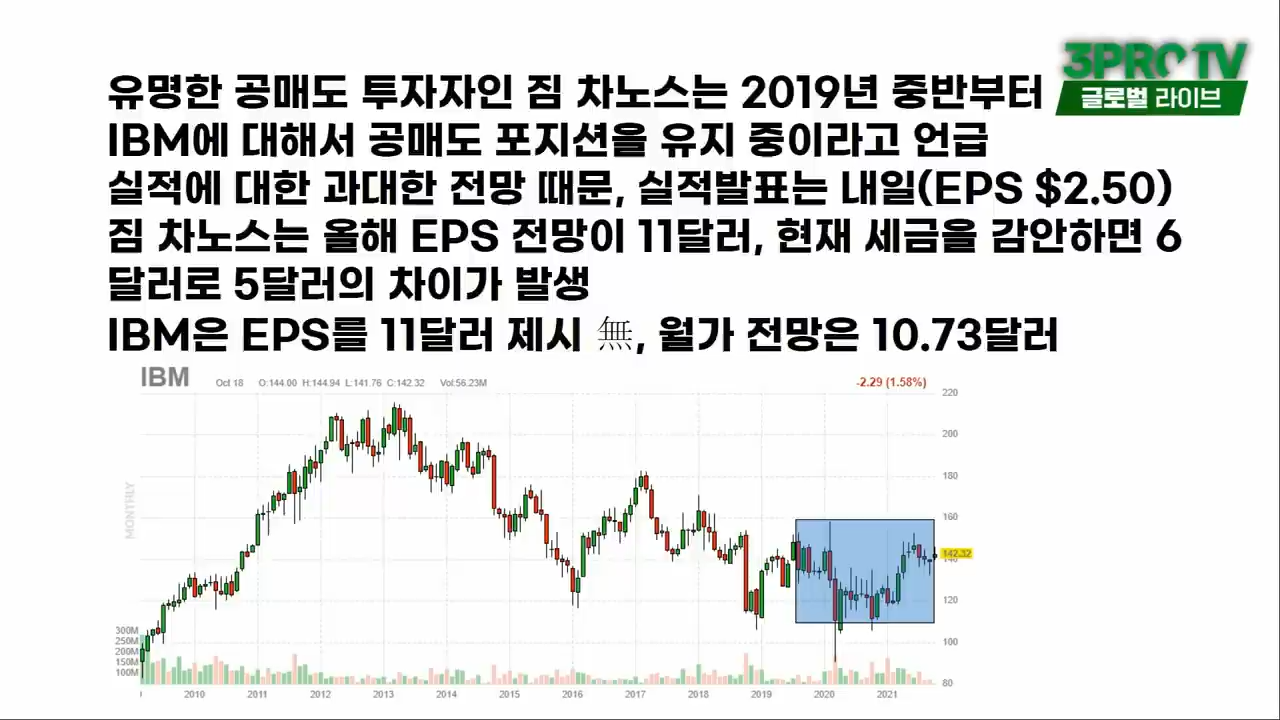 3PRO TV
글로벌 라이브
유명한 공매도 투자자인 짐 차노스는 2019년 중반부터
IBM에 대해서 공매도 포지션을 유지 중이라고 언급
실적에 대한 과대한 전망 때문, 실적발표는 내일(EPS $2.50)
짐 차노스는 올해 EPS 전망이 11달러, 현재 세금을 감안하면 6
달러로 5달러의 차이가 발생
IBM은 EPS를 11달러 제시 無, 월가 전망은 10.73달러
IBM Oct 18 O:144.00 H:144.94 L:141.76 C:142.32 Vol:56.23M -2.29 (1.58%)
220
200
180
160
142.32
140
120
100
80
MONTHLY
300M
250M
200M
150M
100M
2010 2011 2012 2013 2014 2015 2016 2017 2018 2019 2020 2021